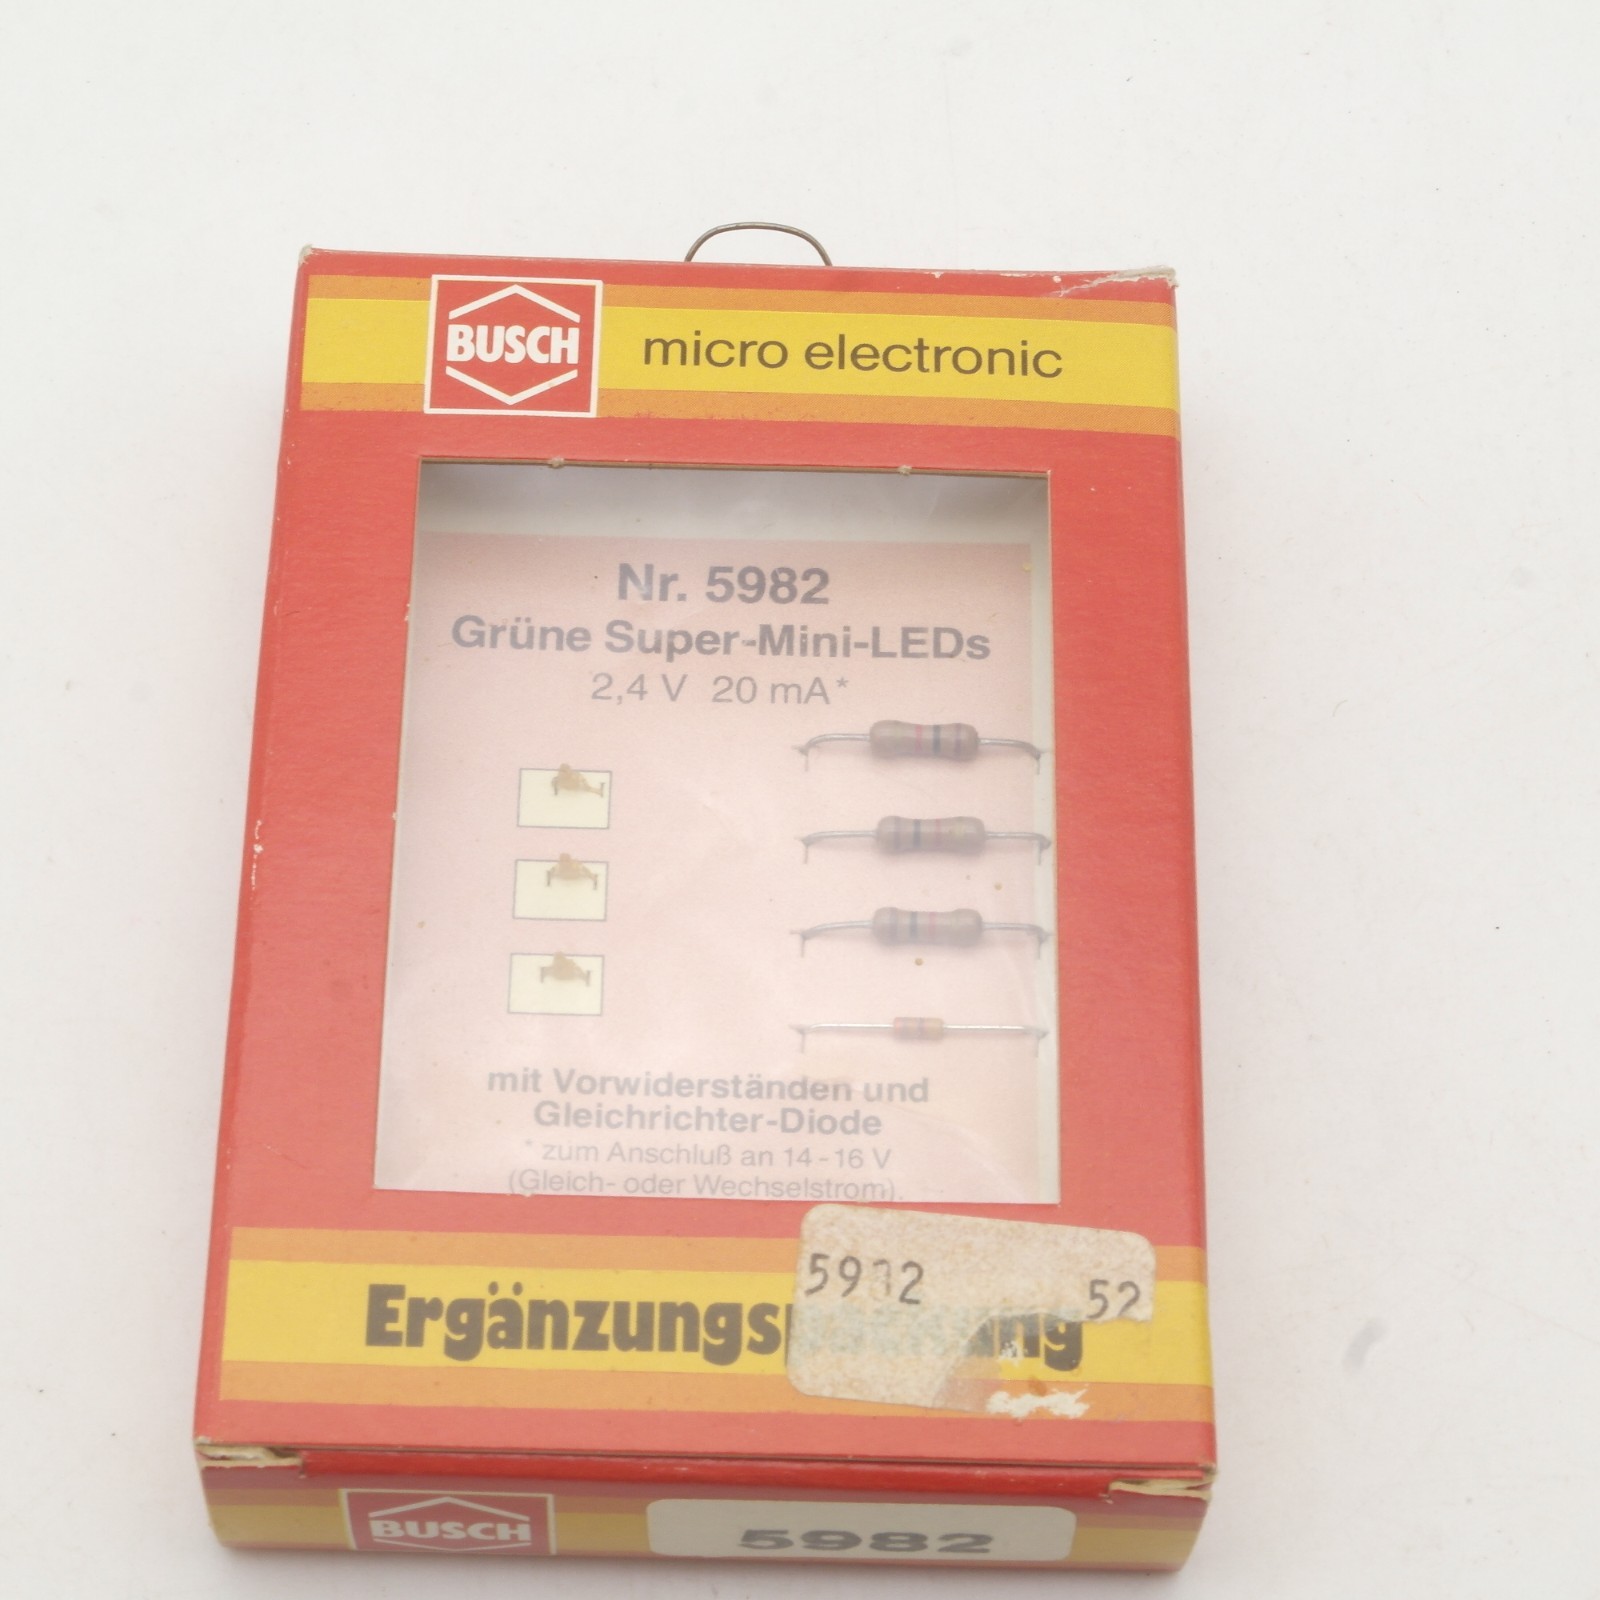 BUSCH
micro electronic
Nr. 5982
Grüne Super-Mini-LEDs
2,4 V 20 mA*
mit Vorwiderständen und
Gleichrichter-Diode
* zum Anschluß an 14-16 V
(Gleich- oder Wechselstrom).
52
BUSCH
5982